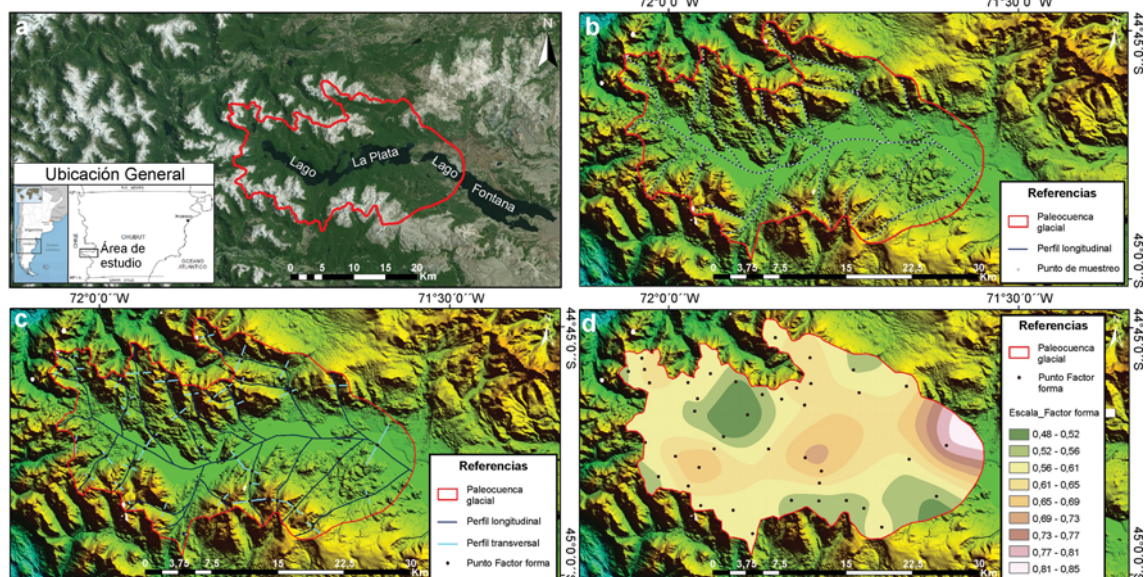 a
N
Lago
La Plata
Lago
Fontana
Ubicación General
CHUBUT
Área de
estudio
OCEANO
ATLANTICO
0 5 10 15 20
Km
72°0'0''W
71°30'0''W
b
N
44°45'0''S
45°0'0''S
Referencias
Paleocuenca
glacial
Perfil longitudinal
Punto de muestreo
0 3,75 7,5 15 22,5 30
Km
72°0'0''W
71°30'0''W
c
N
44°45'0''S
45°0'0''S
Referencias
Paleocuenca
glacial
Perfil longitudinal
Perfil transversal
Punto Factor forma
0 3,75 7,5 15 22,5 30
Km
72°0'0''W
71°30'0''W
d
44°45'0''S
45°0'0''S
Referencias
Paleocuenca
glacial
Punto Factor
forma
Escala_Factor forma
0,48 - 0,52
0,52 - 0,56
0,56 - 0,61
0,61 - 0,65
0,65 - 0,69
0,69 - 0,73
0,73 - 0,77
0,77 - 0,81
0,81 - 0,85
0 3,75 7,5 15 22,5 30
Km